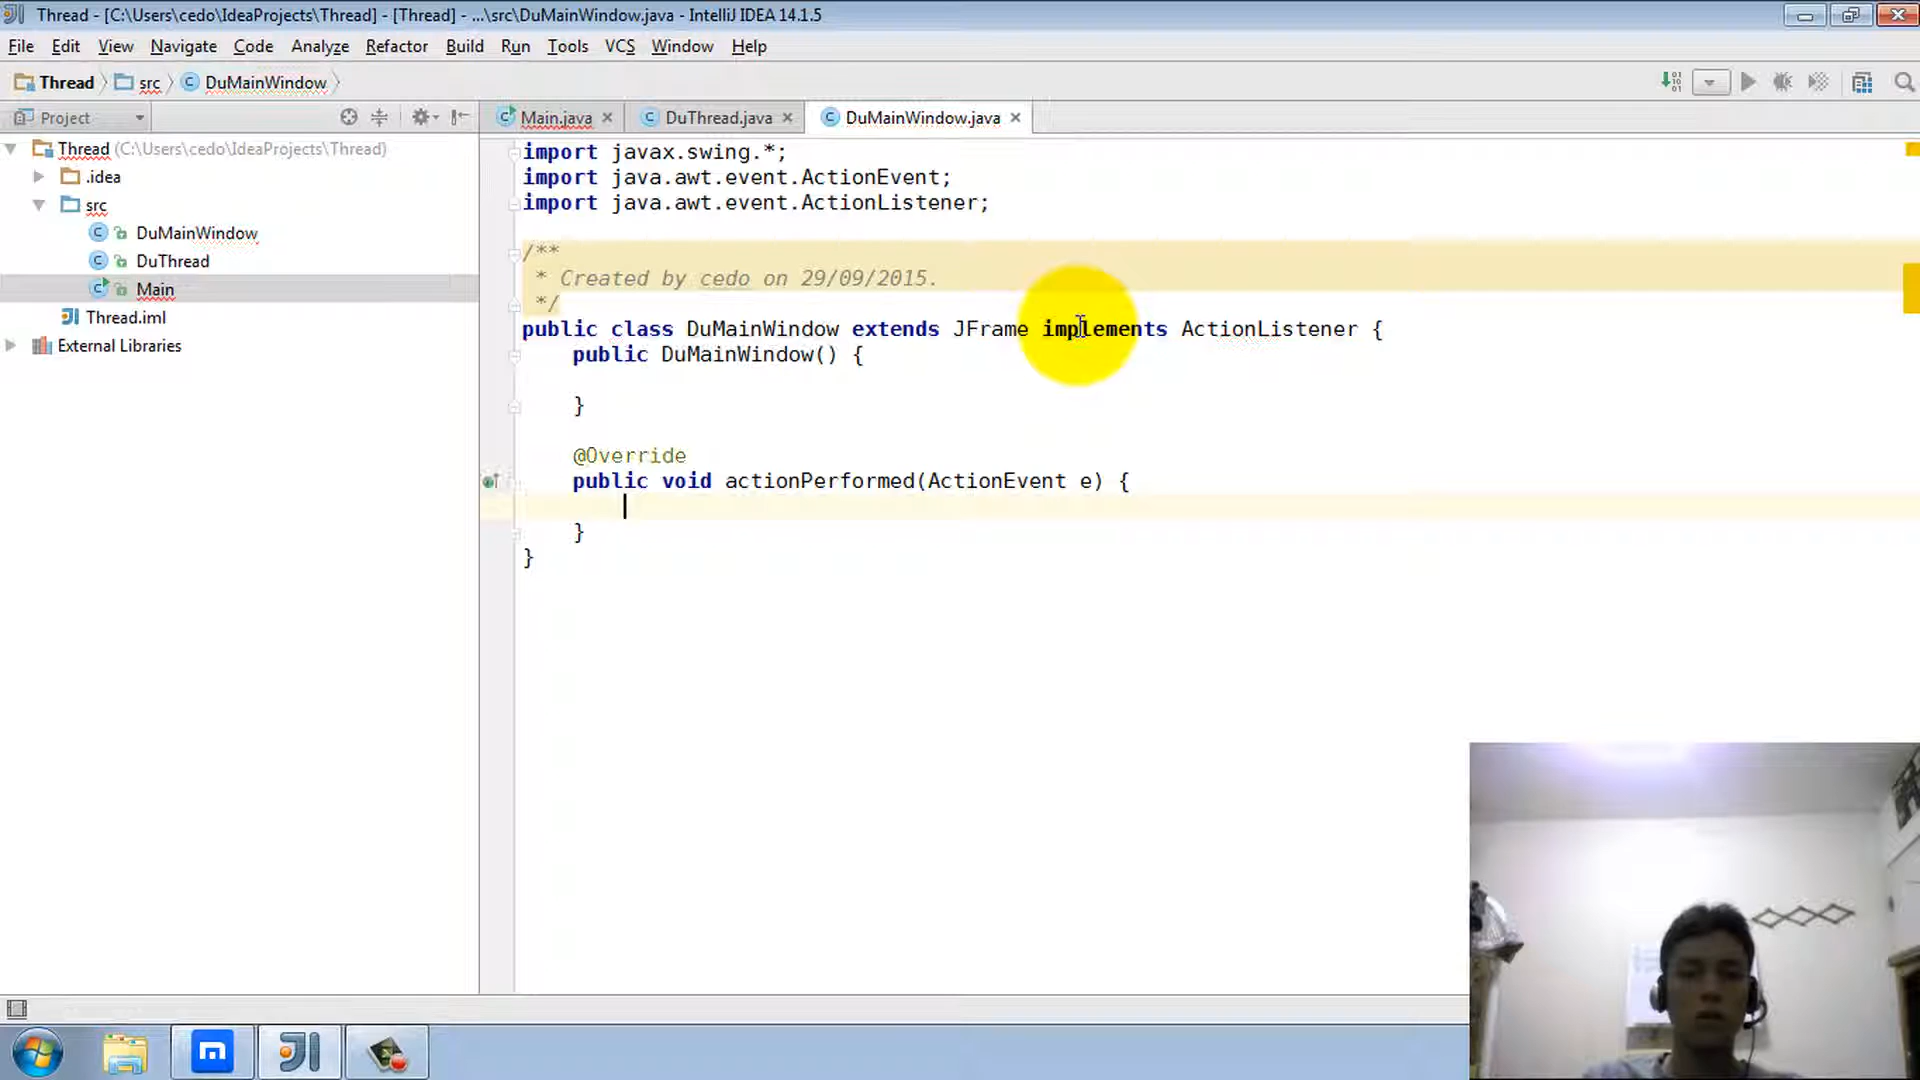 Thread - [C:\Users\cedo\IdeaProjects\Thread] - [Thread] - ...\src\DuMainWindow.java - IntelliJ IDEA 14.1.5
File Edit View Navigate Code Analyze Refactor Build Run Tools VCS Window Help
Thread src DuMainWindow
Project
Main.java DuThread.java DuMainWindow.java
Thread (C:\Users\cedo\IdeaProjects\Thread)
.idea
src
DuMainWindow
DuThread
Main
Thread.iml
External Libraries
import javax.swing.*;
import java.awt.event.ActionEvent;
import java.awt.event.ActionListener;
/**
* Created by cedo on 29/09/2015.
*/
public class DuMainWindow extends JFrame implements ActionListener {
public DuMainWindow() {
}
@Override
public void actionPerformed(ActionEvent e) {
}
}